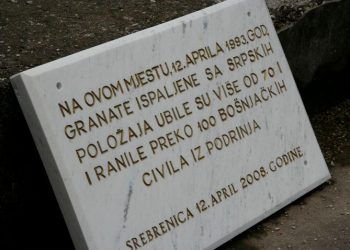 NA OVOM MJESTU, 12. APRILA 1993. GOD.
GRANATE ISPALJENE SA SRPSKIH
POLOŽAJA UBILE SU VIŠE OD 70 I
I RANILE PREKO 100 BOŠNJAČKIH
CIVILA IZ PODRINJA
SREBRENICA 12. APRIL 2008. GODINE.